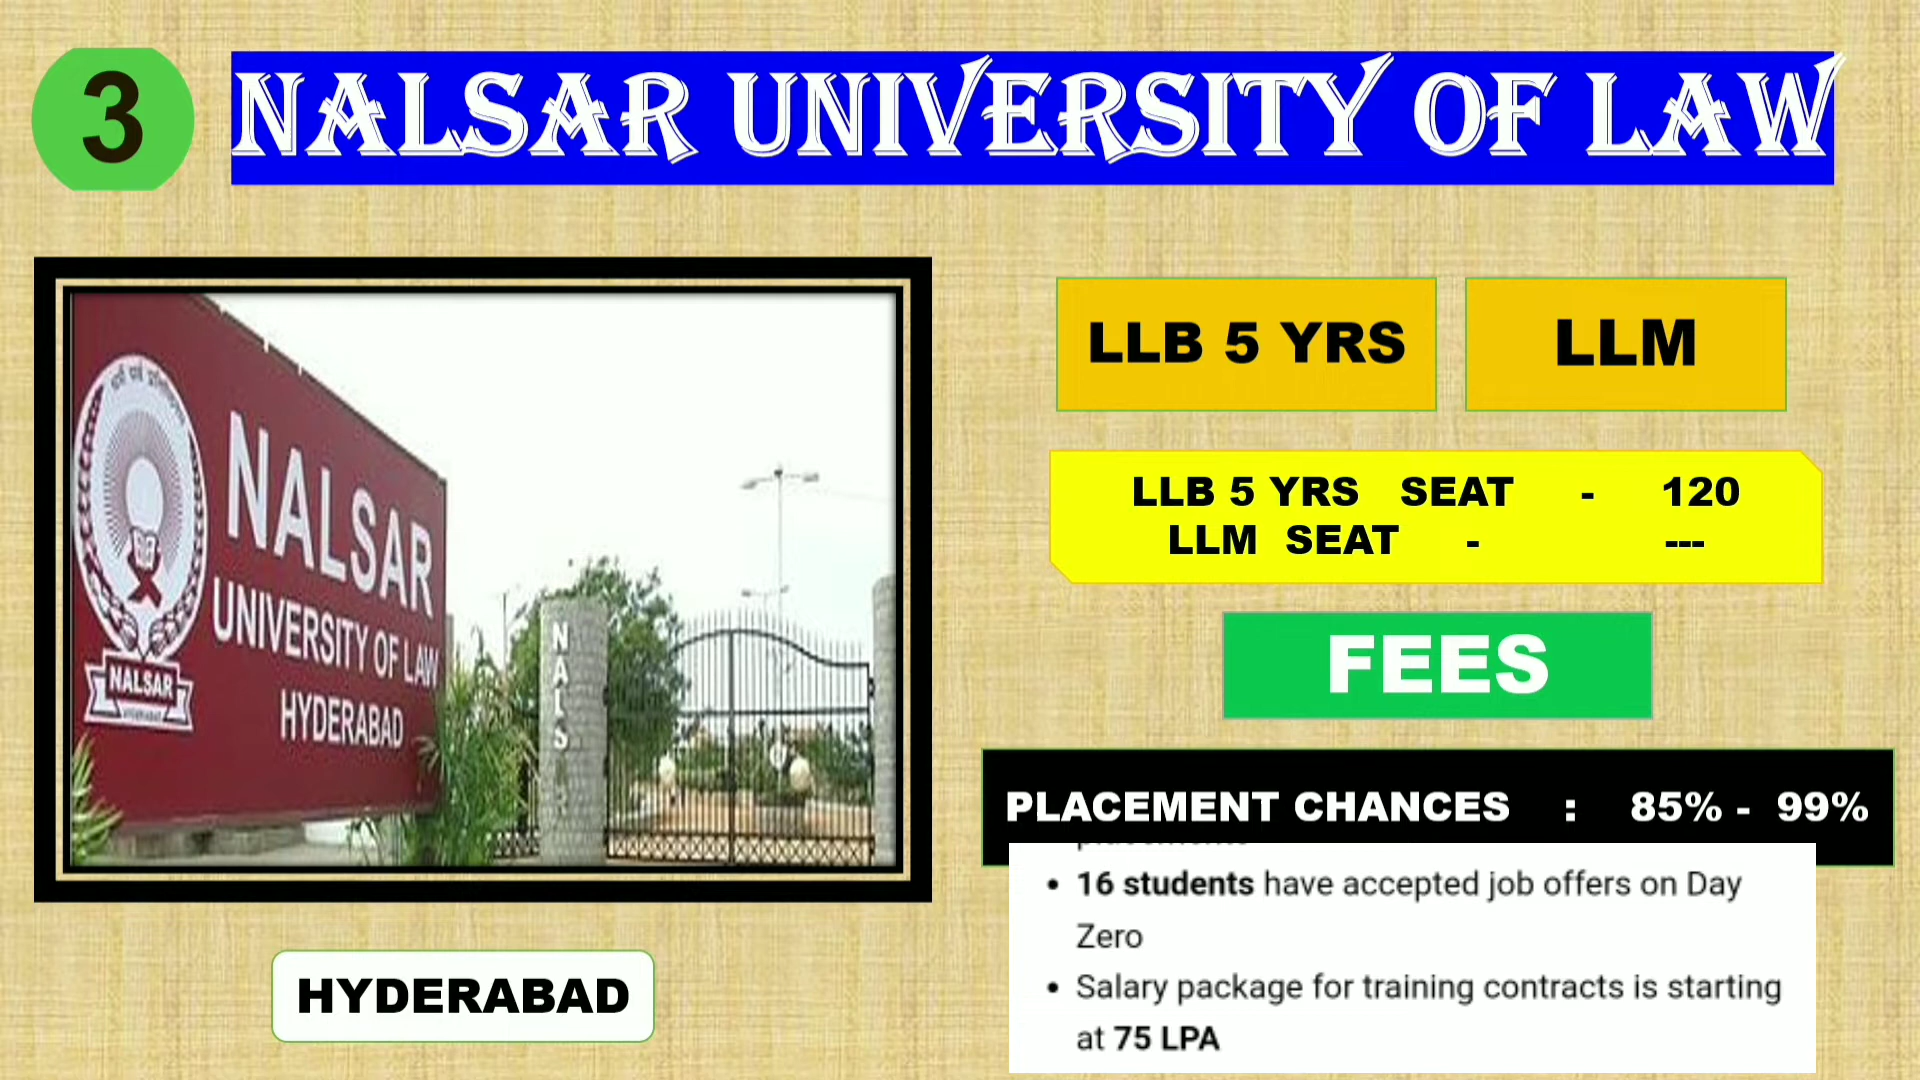 3
NALSAR UNIVERSITY OF LAW
NALSAR
UNIVERSITY OF LAW
HYDERABAD
NALSAR
NALS
HYDERABAD
LLB 5 YRS
LLM
LLB 5 YRS SEAT - 120
LLM SEAT - ---
FEES
PLACEMENT CHANCES : 85% - 99%
• 16 students have accepted job offers on Day
Zero
• Salary package for training contracts is starting
at 75 LPA